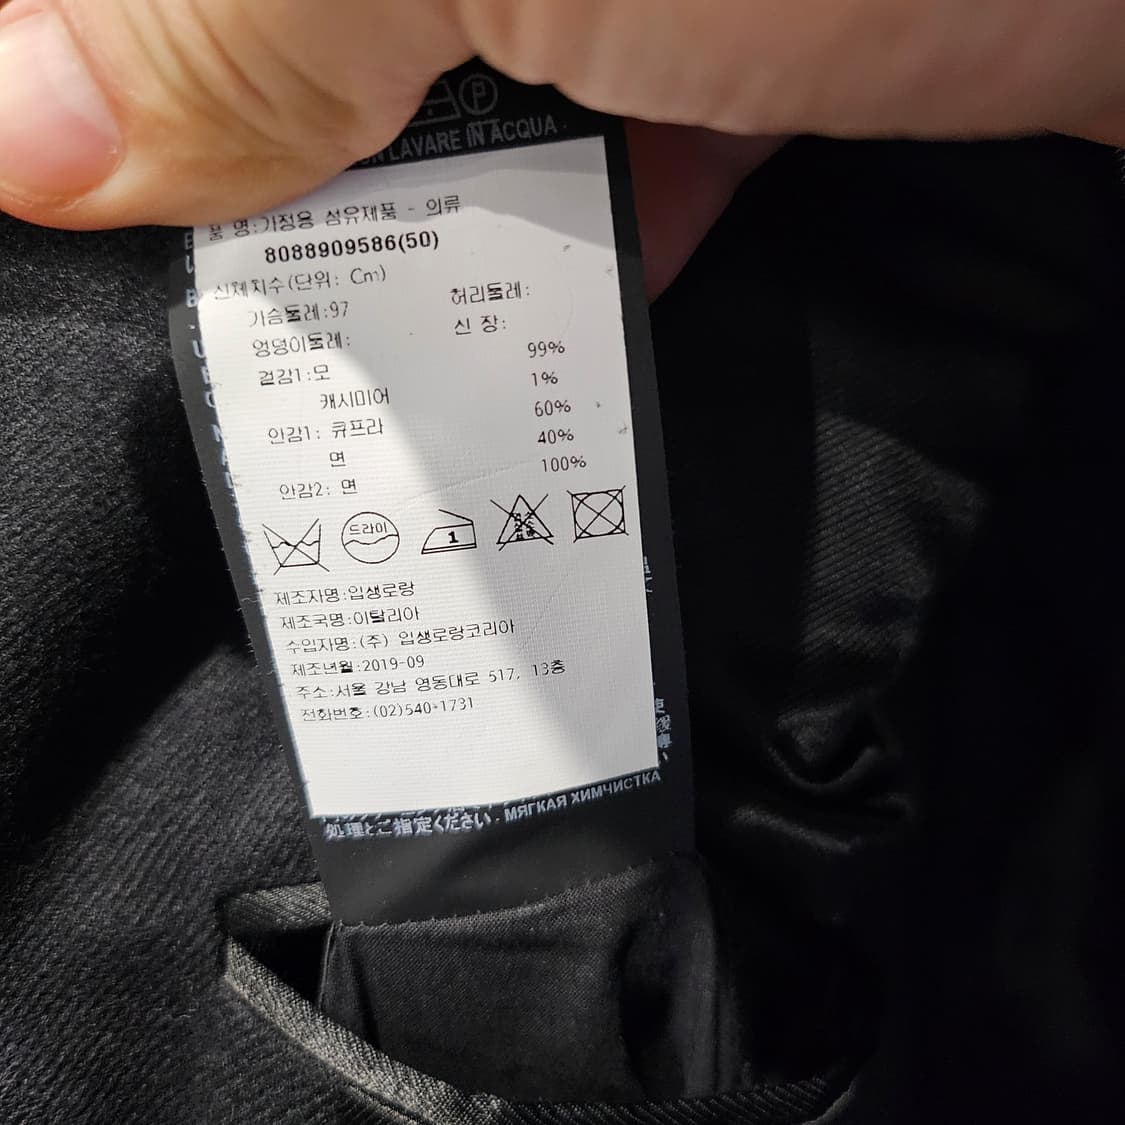 P
LAVARE IN ACQUA -
품 명:가정용 섬유제품 - 의류
8088909586(50)
신체치수(단위: Cm)
가슴둘레:97 허리둘레:
엉덩이둘레: 신 장:
겉감1:모 99%
캐시미어 1%
안감1: 큐프라 60%
면 40%
안감2: 면 100%
드라이
1
제조자명:입생로랑
제조국명:이탈리아
수입자명:(주) 입생로랑코리아
제조년월:2019-09
주소:서울 강남 영동대로 517, 13층
전화번호:(02)540-1731
処理とご指定ください. МЯГКАЯ ХИМЧИСТКА